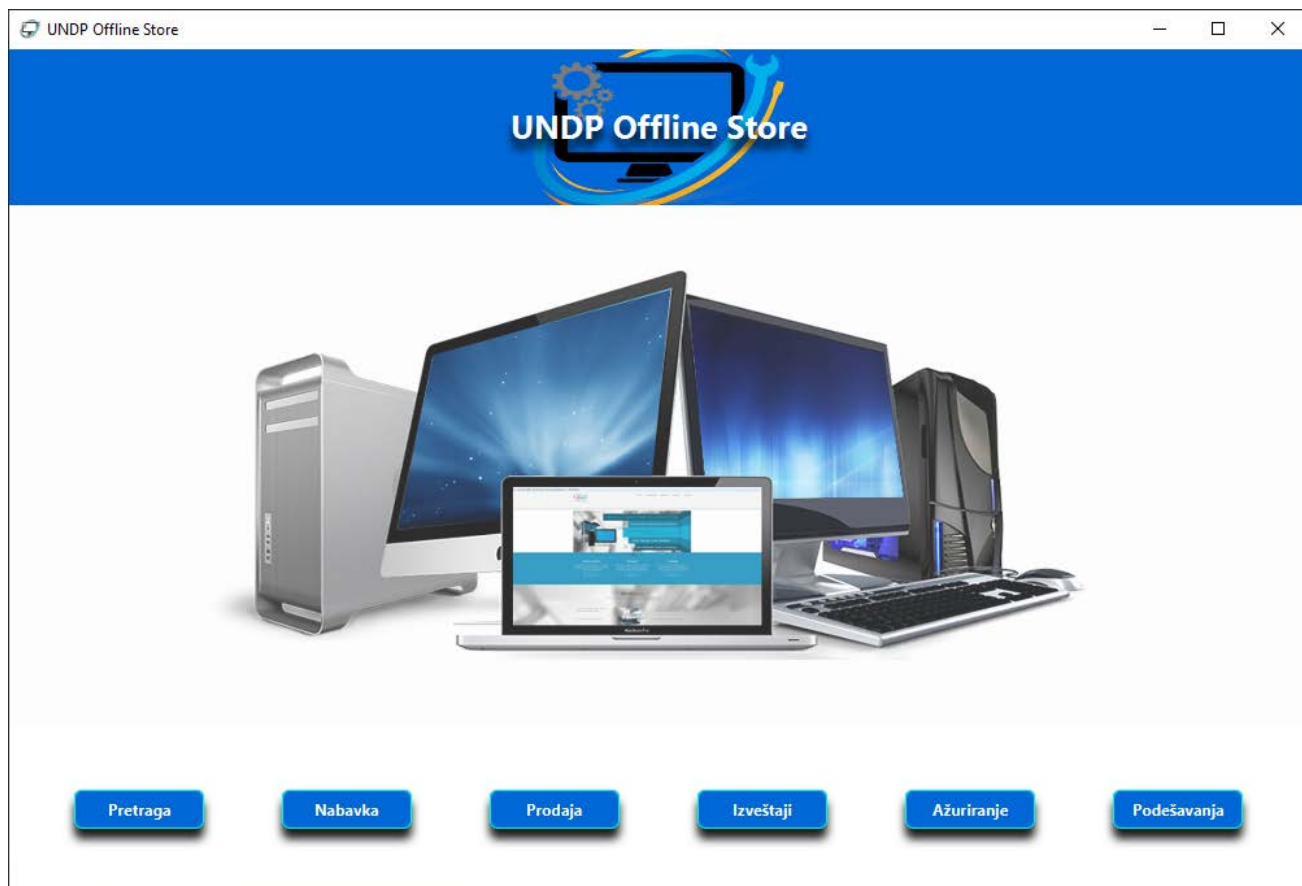 UNDP Offline Store
UNDP Offline Store
Pretraga
Nabavka
Prodaja
Izveštaji
Ažuriranje
Podešavanja